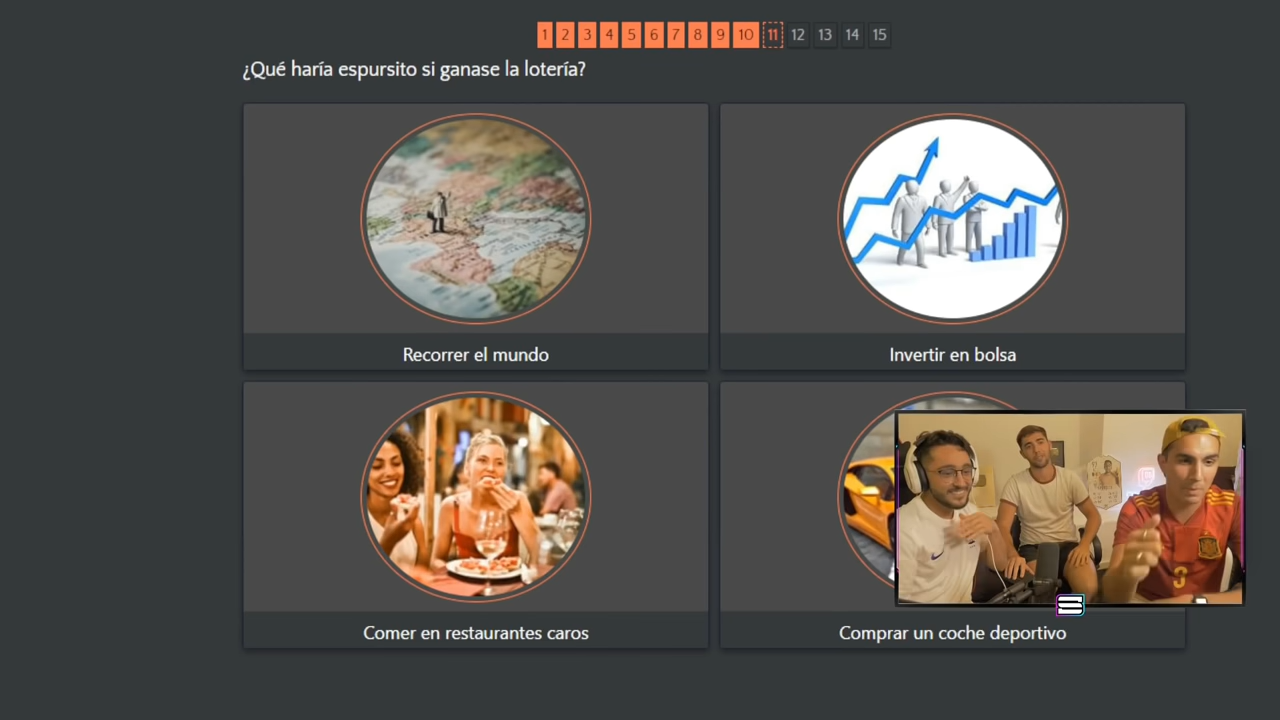 1 2 3 4 5 6 7 8 9 10 11 12 13 14 15
¿Qué haría espursito si ganase la lotería?
Recorrer el mundo
Invertir en bolsa
Comer en restaurantes caros
Comprar un coche deportivo
3